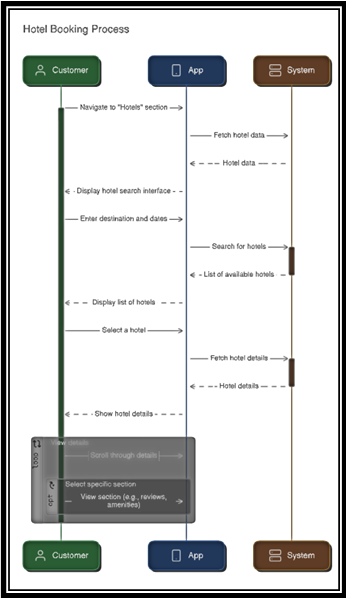 Hotel Booking Process
Customer
App
System
Navigate to "Hotels" section
Fetch hotel data
Hotel data
Display hotel search interface
Enter destination and dates
Search for hotels
List of available hotels
Display list of hotels
Select a hotel
Fetch hotel details
Hotel details
Show hotel details
loop
View details
Scroll through details
opt
Select specific section
View section (e.g., reviews,
amenities)
Customer
App
System